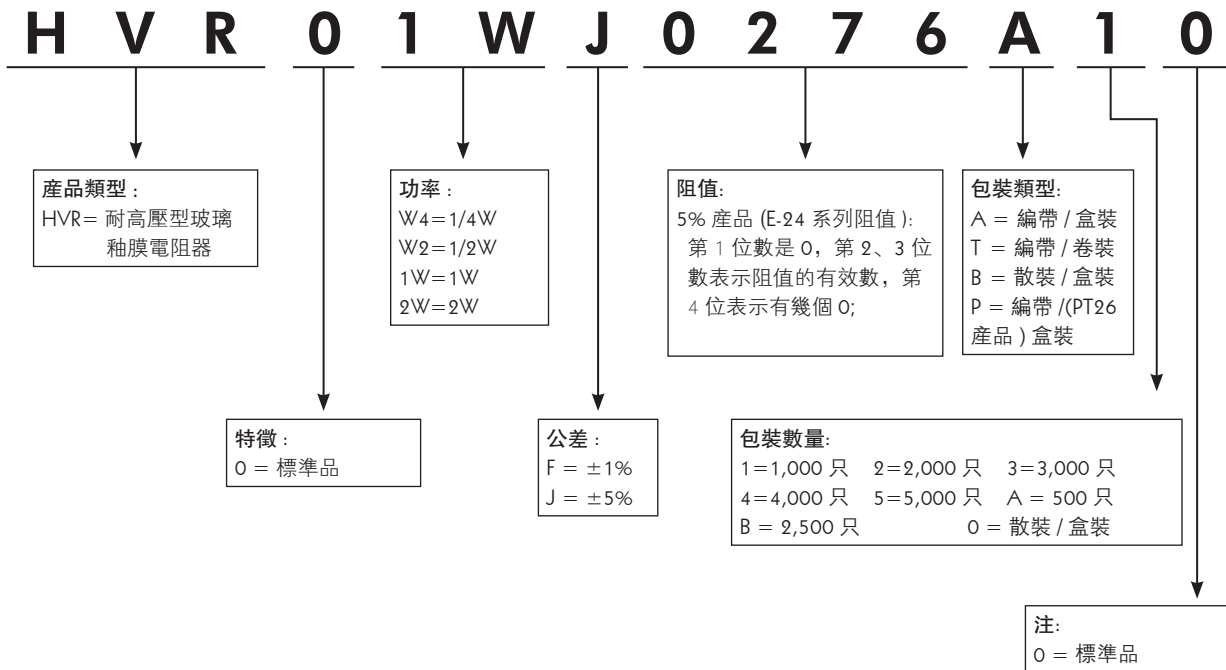 H V R 0 1 W J 0 2 7 6 A 1 0
産品類型 :
HVR= 耐高壓型玻璃
釉膜電阻器
功率 :
W4=1/4W
W2=1/2W
1W=1W
2W=2W
阻值:
5% 産品 (E-24 系列阻值 ):
第 1 位數是 0，第 2、3 位
數表示阻值的有效數，第
4 位表示有幾個 0;
包裝類型:
A = 編帶 / 盒裝
T = 編帶 / 卷裝
B = 散裝 / 盒裝
P = 編帶 /(PT26
産品 ) 盒裝
特徵 :
0 = 標準品
公差 :
F = ±1%
J = ±5%
包裝數量:
1=1,000 只 2=2,000 只 3=3,000 只
4=4,000 只 5=5,000 只 A = 500 只
B = 2,500 只 0 = 散裝 / 盒裝
注:
0 = 標準品